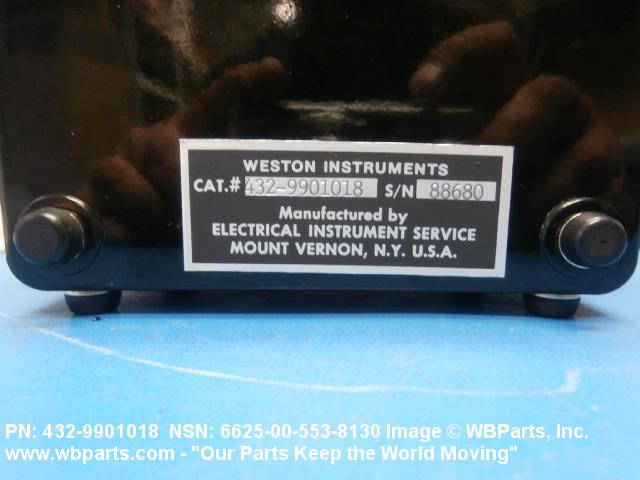 WESTON INSTRUMENTS
CAT.# 432-9901018 S/N 88680
Manufactured by
ELECTRICAL INSTRUMENT SERVICE
MOUNT VERNON, N.Y. U.S.A.
PN: 432-9901018 NSN: 6625-00-553-8130 Image © WBParts, Inc.
www.wbparts.com - "Our Parts Keep the World Moving"